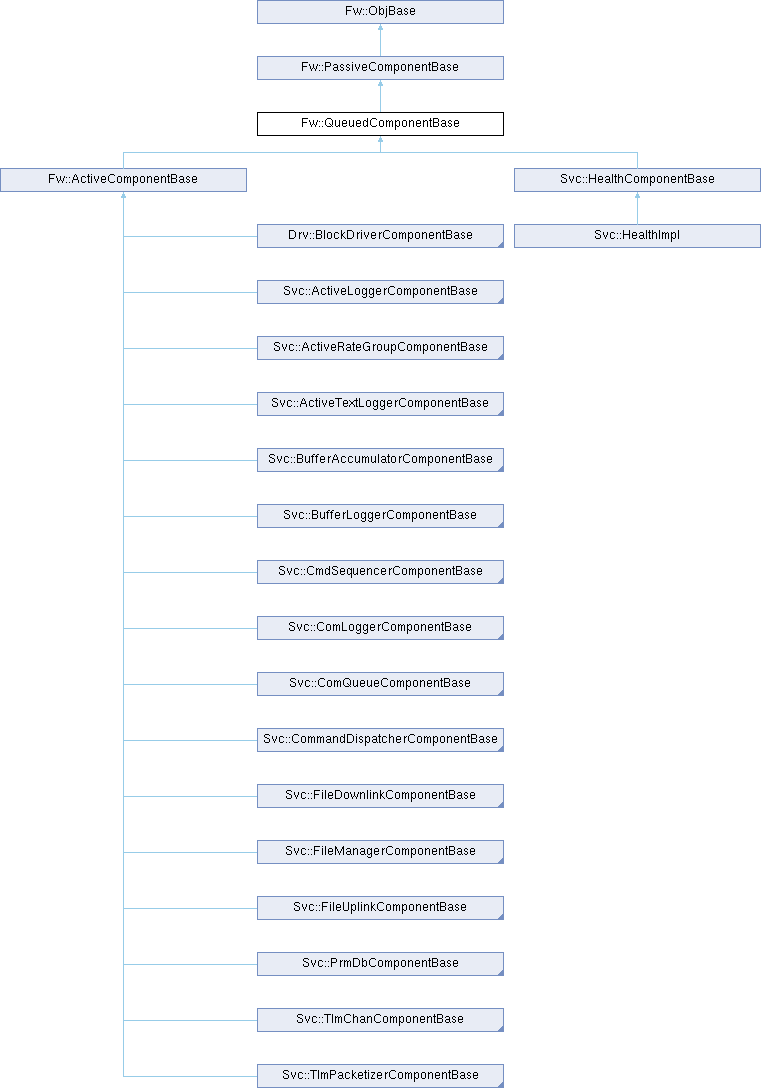 Fw::ObjBase
Fw::PassiveComponentBase
Fw::QueuedComponentBase
Fw::ActiveComponentBase
Svc::HealthComponentBase
Drv::BlockDriverComponentBase
Svc::HealthImpl
Svc::ActiveLoggerComponentBase
Svc::ActiveRateGroupComponentBase
Svc::ActiveTextLoggerComponentBase
Svc::BufferAccumulatorComponentBase
Svc::BufferLoggerComponentBase
Svc::CmdSequencerComponentBase
Svc::ComLoggerComponentBase
Svc::ComQueueComponentBase
Svc::CommandDispatcherComponentBase
Svc::FileDownlinkComponentBase
Svc::FileManagerComponentBase
Svc::FileUplinkComponentBase
Svc::PrmDbComponentBase
Svc::TlmChanComponentBase
Svc::TlmPacketizerComponentBase